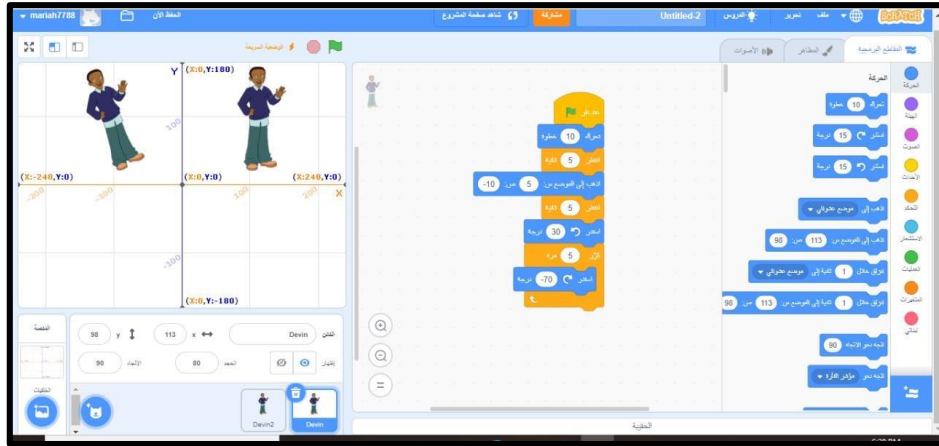 SCRATCH
ملف
تحرير
الدروس
Untitled-2
مشاركة
شاهد صفحة المشروع
الحفظ الآن
mariah7788
المقاطع البرمجية
المظاهر
الأصوات
الحركة
الهيئة
الصوت
الأحداث
التحكم
الاستشعار
العمليات
المتغيرات
لبناتي
الحركة
تحرك 10 خطوة
استدر 15 درجة
استدر 15 درجة
اذهب إلى موضع عشوائي
اذهب إلى الموضع س: 113 ص: 98
انزلق خلال 1 ثانية إلى موضع عشوائي
انزلق خلال 1 ثانية إلى الموضع س: 113 ص: 98
اتجه نحو الاتجاه 90
اتجه نحو مؤشر الفأرة
عند نقر
تحرك 10 خطوة
انتظر 5 ثانية
اذهب إلى الموضع س: 5 ص: -10
انتظر 5 ثانية
استدر 30 درجة
كرّر 5 مرة
استدر -70 درجة
الحقيبة
Y (X:0,Y:180)
100
(X:-240,Y:0)
(X:0,Y:0)
(X:240,Y:0)
-200
-100
100
200
X
-100
(X:0,Y:-180)
الكائن
Devin
x 113
y 98
إظهار
الحجم 80
الاتجاه 90
Devin2
Devin
المنصة
الخلفيات